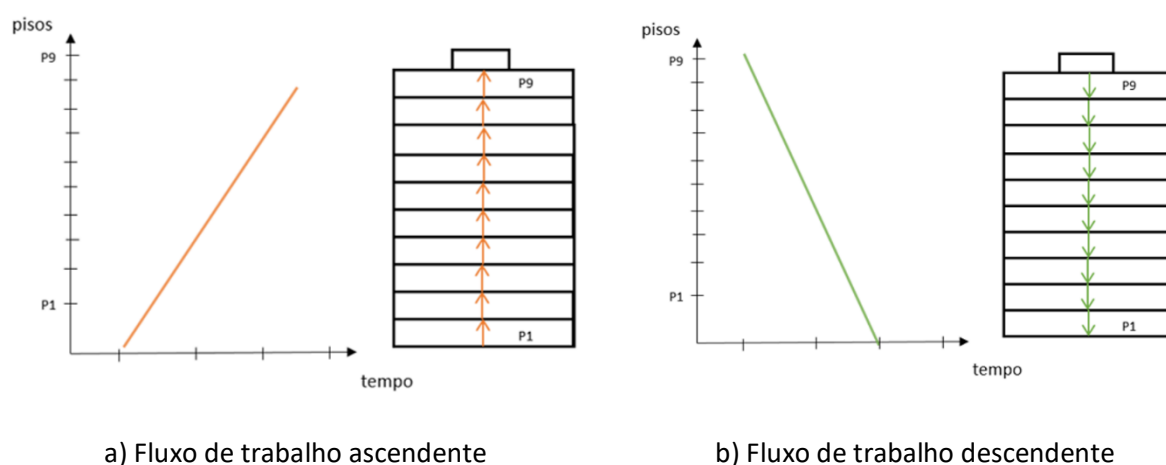 pisos
P9
P9
P1
P1
tempo
a) Fluxo de trabalho ascendente
pisos
P9
P9
P1
P1
tempo
b) Fluxo de trabalho descendente